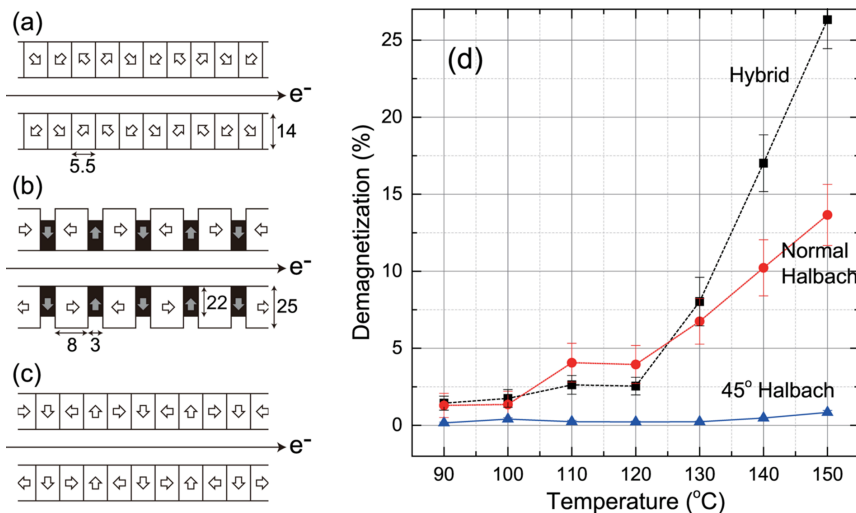 (a)
e⁻
14
5.5
(b)
e⁻
22
25
8
3
(c)
e⁻
(d)
Demagnetization (%)
25
20
15
10
5
0
Hybrid
Normal
Halbach
45° Halbach
90 100 110 120 130 140 150
Temperature (°C)